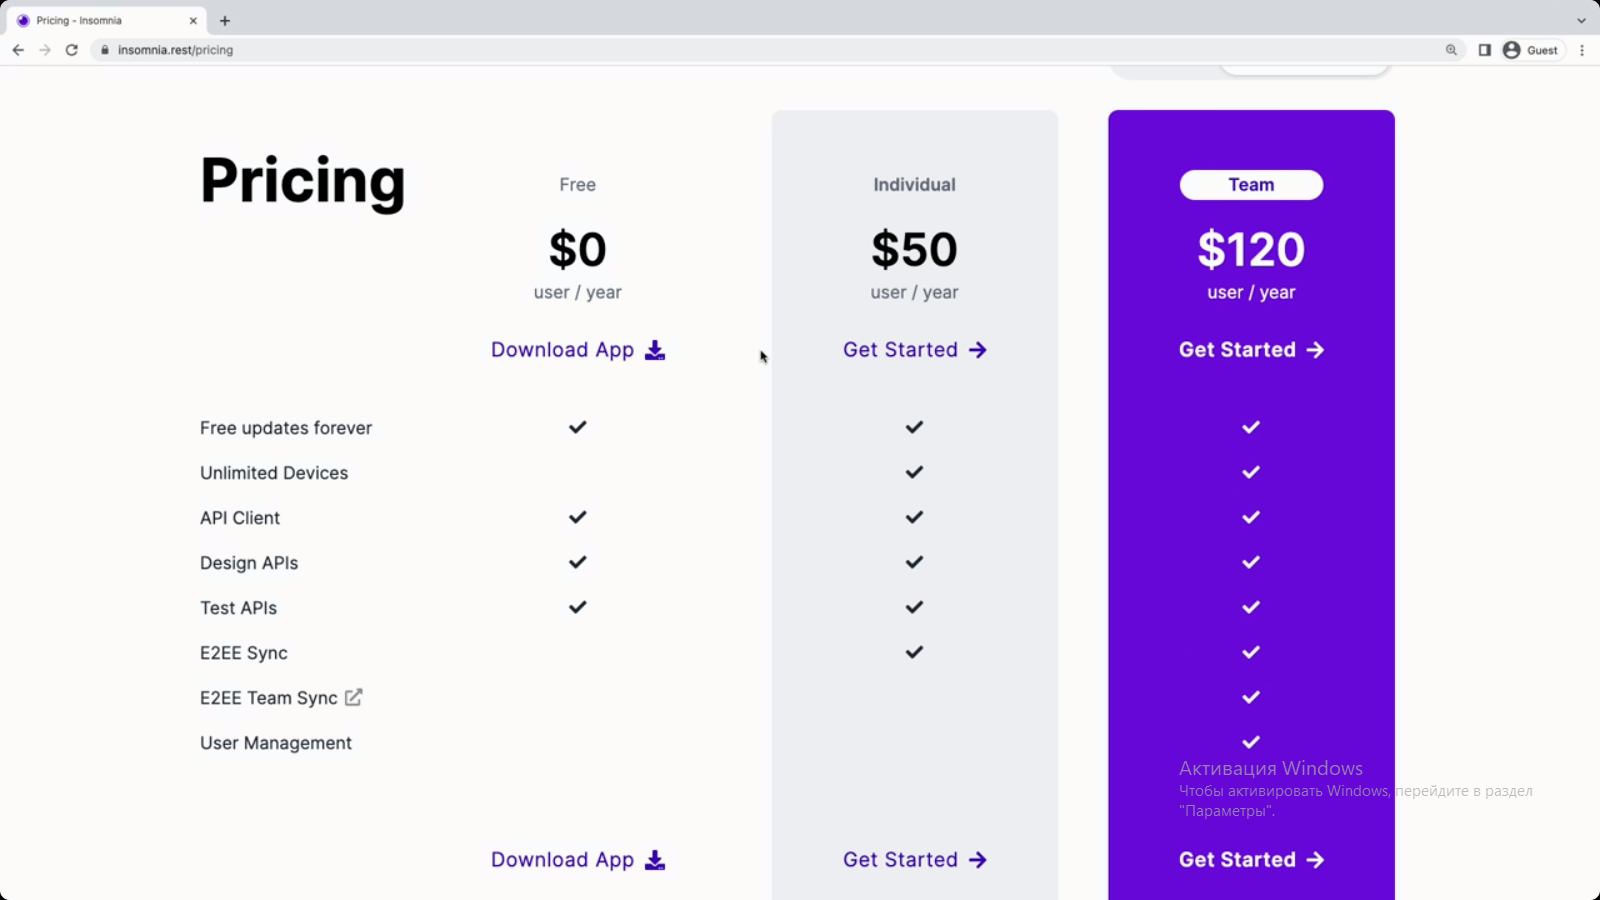 Pricing – Insomnia
insomnia.rest/pricing
Guest
Pricing
Free
Individual
Team
$0
$50
$120
user / year
user / year
user / year
Download App
Get Started
Get Started
Free updates forever
Unlimited Devices
API Client
Design APIs
Test APIs
E2EE Sync
E2EE Team Sync
User Management
Активация Windows
Чтобы активировать Windows, перейдите в раздел
"Параметры".
Download App
Get Started
Get Started